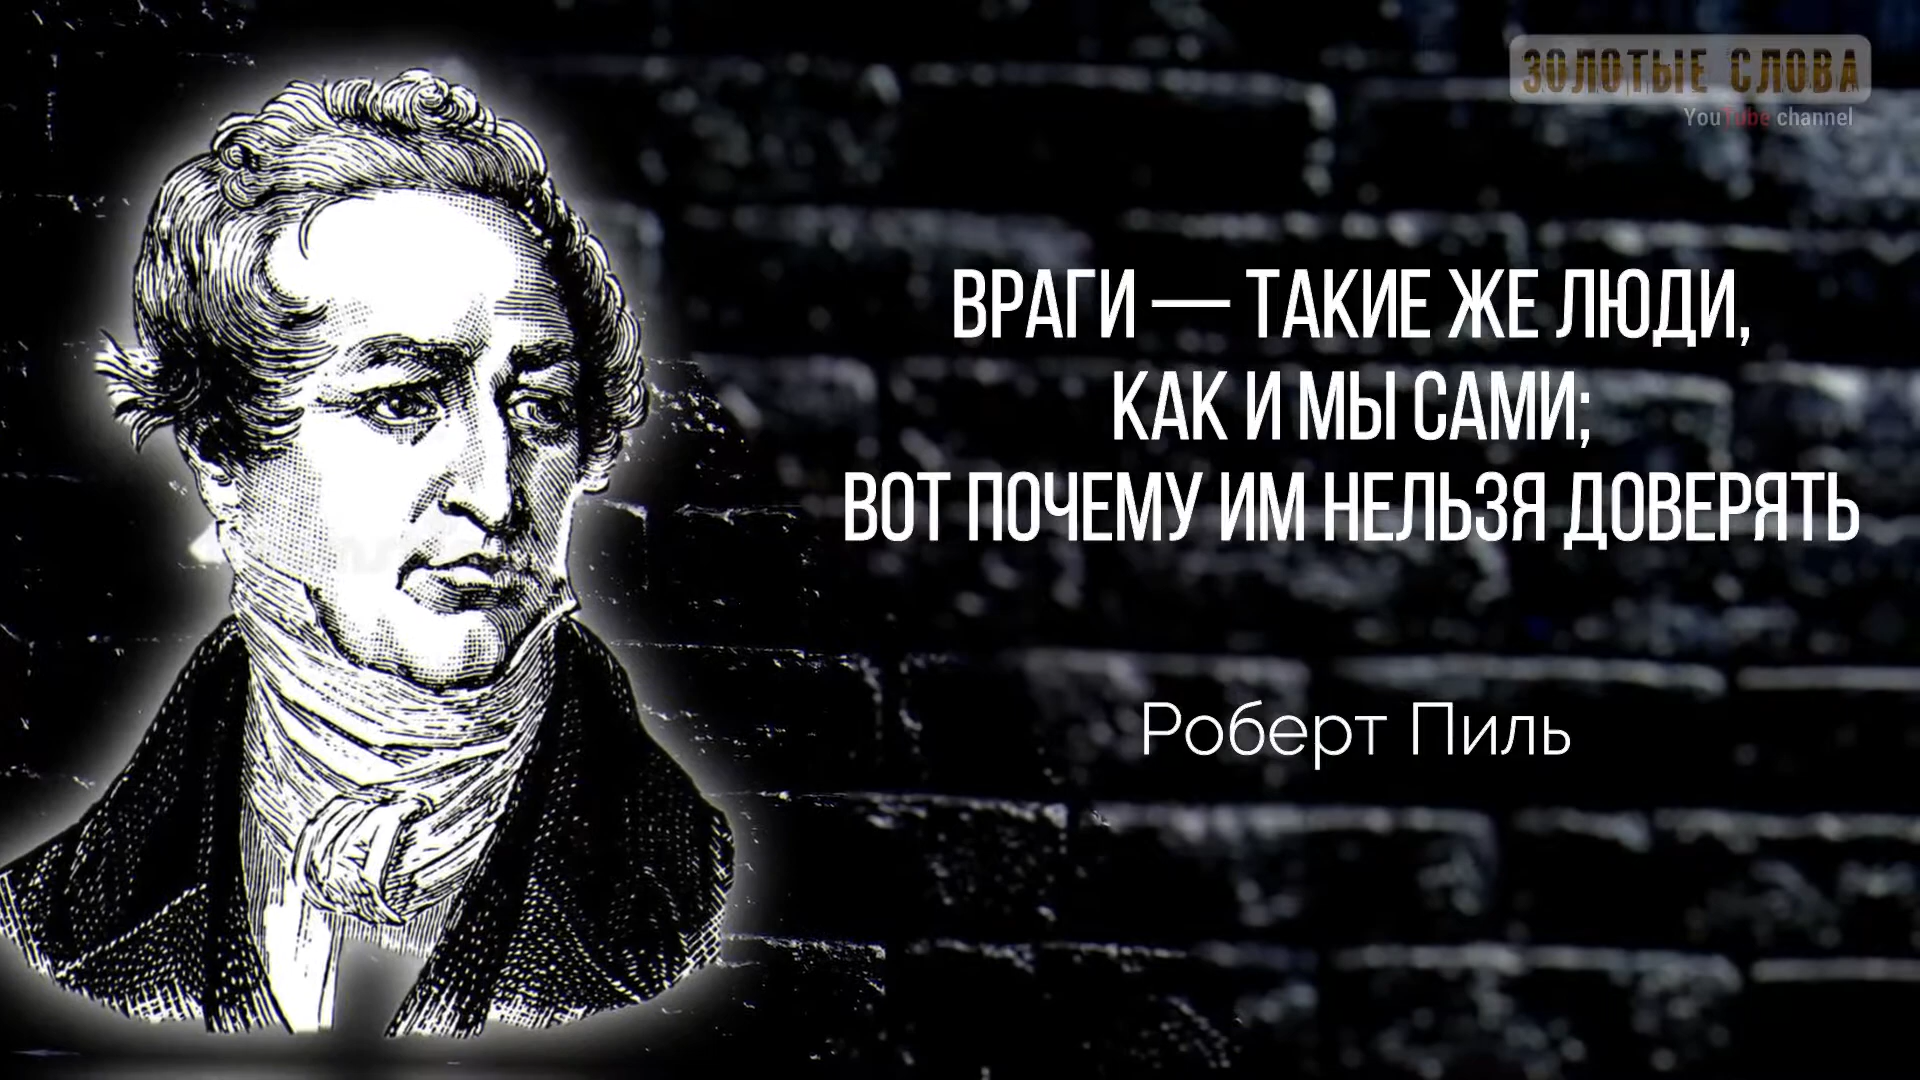 ЗОЛОТЫЕ СЛОВА
YouTube channel
ВРАГИ — ТАКИЕ ЖЕ ЛЮДИ,
КАК И МЫ САМИ;
ВОТ ПОЧЕМУ ИМ НЕЛЬЗЯ ДОВЕРЯТЬ
Роберт Пиль